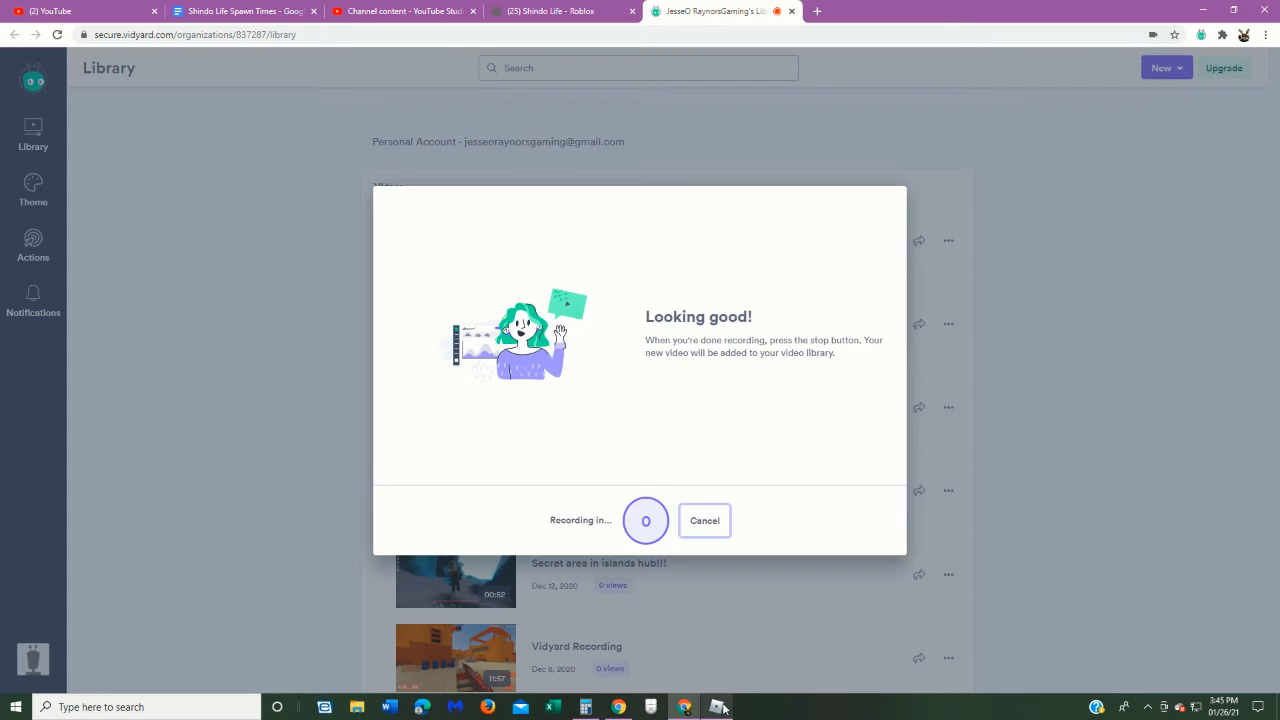 (2) YouTube
Shindo Life Spawn Times - Goog
Channel content - YouTube Stud
(25) Shindo Life - Roblox
JesseO RaynorsGaming's Lib
secure.vidyard.com/organizations/837287/library
Library
Search
New
Upgrade
Library
Theme
Actions
Notifications
Personal Account - jesseoraynorsgaming@gmail.com
Videos
Looking good!
When you're done recording, press the stop button. Your
new video will be added to your video library.
Recording in...
0
Cancel
Secret area in islands hub!!!
Dec 12, 2020
0 views
00:52
Vidyard Recording
0 views
11:57
Type here to search
3:45 PM
01/26/21